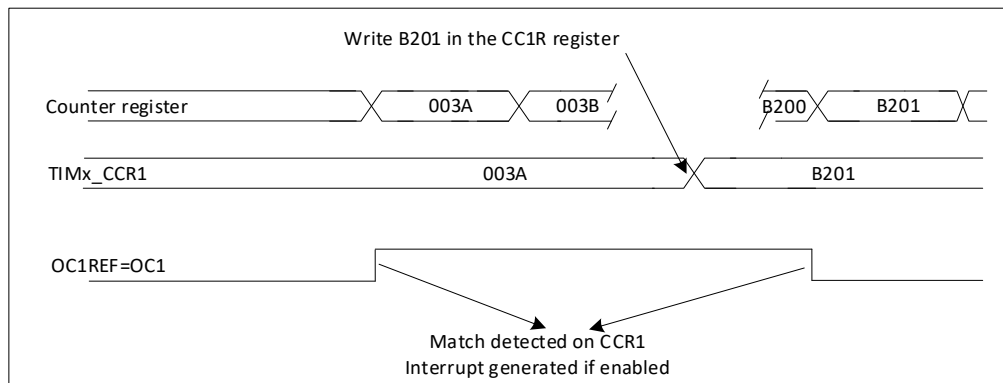 Write B201 in the CC1R register
Counter register 003A 003B B200 B201
TIMx_CCR1 003A B201
OC1REF=OC1
Match detected on CCR1
Interrupt generated if enabled